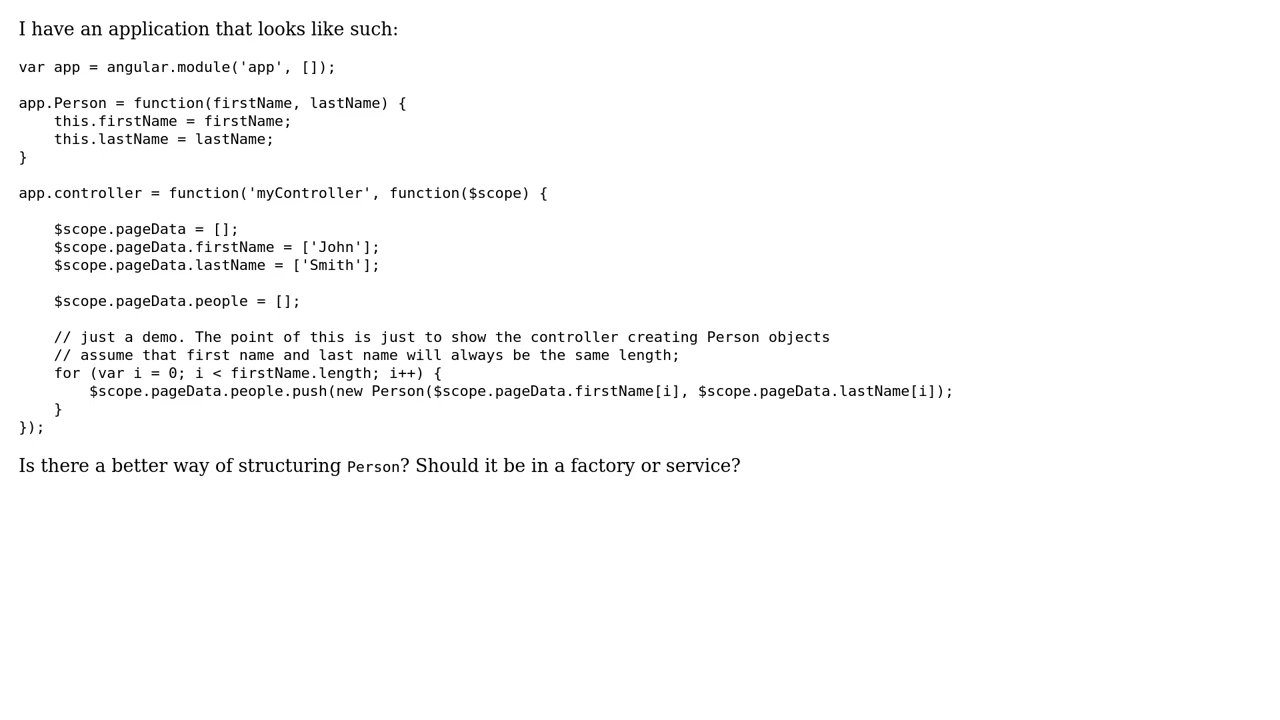 I have an application that looks like such:
var app = angular.module('app', []);
app.Person = function(firstName, lastName) {
    this.firstName = firstName;
    this.lastName = lastName;
}
app.controller = function('myController', function($scope) {
    $scope.pageData = [];
    $scope.pageData.firstName = ['John'];
    $scope.pageData.lastName = ['Smith'];
    $scope.pageData.people = [];
    // just a demo. The point of this is just to show the controller creating Person objects
    // assume that first name and last name will always be the same length;
    for (var i = 0; i < firstName.length; i++) {
        $scope.pageData.people.push(new Person($scope.pageData.firstName[i], $scope.pageData.lastName[i]);
    }
});
Is there a better way of structuring Person? Should it be in a factory or service?